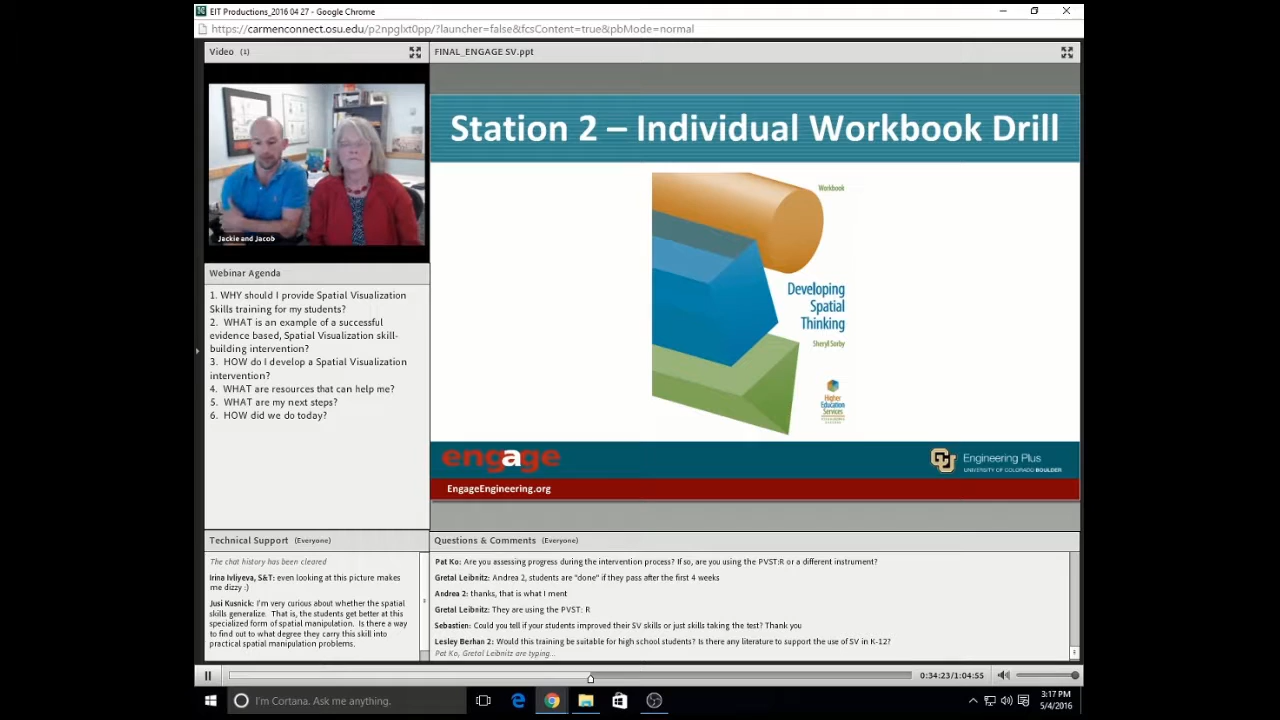 EIT Productions_2016 04 27 - Google Chrome
https://carmenconnect.osu.edu/p2npglxt0pp/?launcher=false&fcsContent=true&pbMode=normal
Video (1)
FINAL_ENGAGE SV.ppt
Jackie and Jacob
Station 2 – Individual Workbook Drill
Workbook
Developing
Spatial
Thinking
Sheryl Sorby
Higher
Education
Services
engage
EngageEngineering.org
CU
Engineering Plus
UNIVERSITY OF COLORADO BOULDER
Webinar Agenda
1. WHY should I provide Spatial Visualization
Skills training for my students?
2. WHAT is an example of a successful
evidence based, Spatial Visualization skill-
building intervention?
3. HOW do I develop a Spatial Visualization
intervention?
4. WHAT are resources that can help me?
5. WHAT are my next steps?
6. HOW did we do today?
Technical Support (Everyone)
The chat history has been cleared
Irina Ivliyeva, S&T: even looking at this picture makes
me dizzy :)
Jusi Kusnick: I'm very curious about whether the spatial
skills generalize. That is, the students get better at this
specialized form of spatial manipulation. Is there a way
to find out to what degree they carry this skill into
practical spatial manipulation problems.
Questions & Comments (Everyone)
Pat Ko: Are you assessing progress during the intervention process? If so, are you using the PVST:R or a different instrument?
Gretal Leibnitz: Andrea 2, students are "done" if they pass after the first 4 weeks
Andrea 2: thanks, that is what I ment
Gretal Leibnitz: They are using the PVST: R
Sebastien: Could you tell if your students improved their SV skills or just skills taking the test? Thank you
Lesley Berhan 2: Would this training be suitable for high school students? Is there any literature to support the use of SV in K-12?
Pat Ko, Gretal Leibnitz are typing...
0:34:23/1:04:55
I'm Cortana. Ask me anything.
3:17 PM
5/4/2016